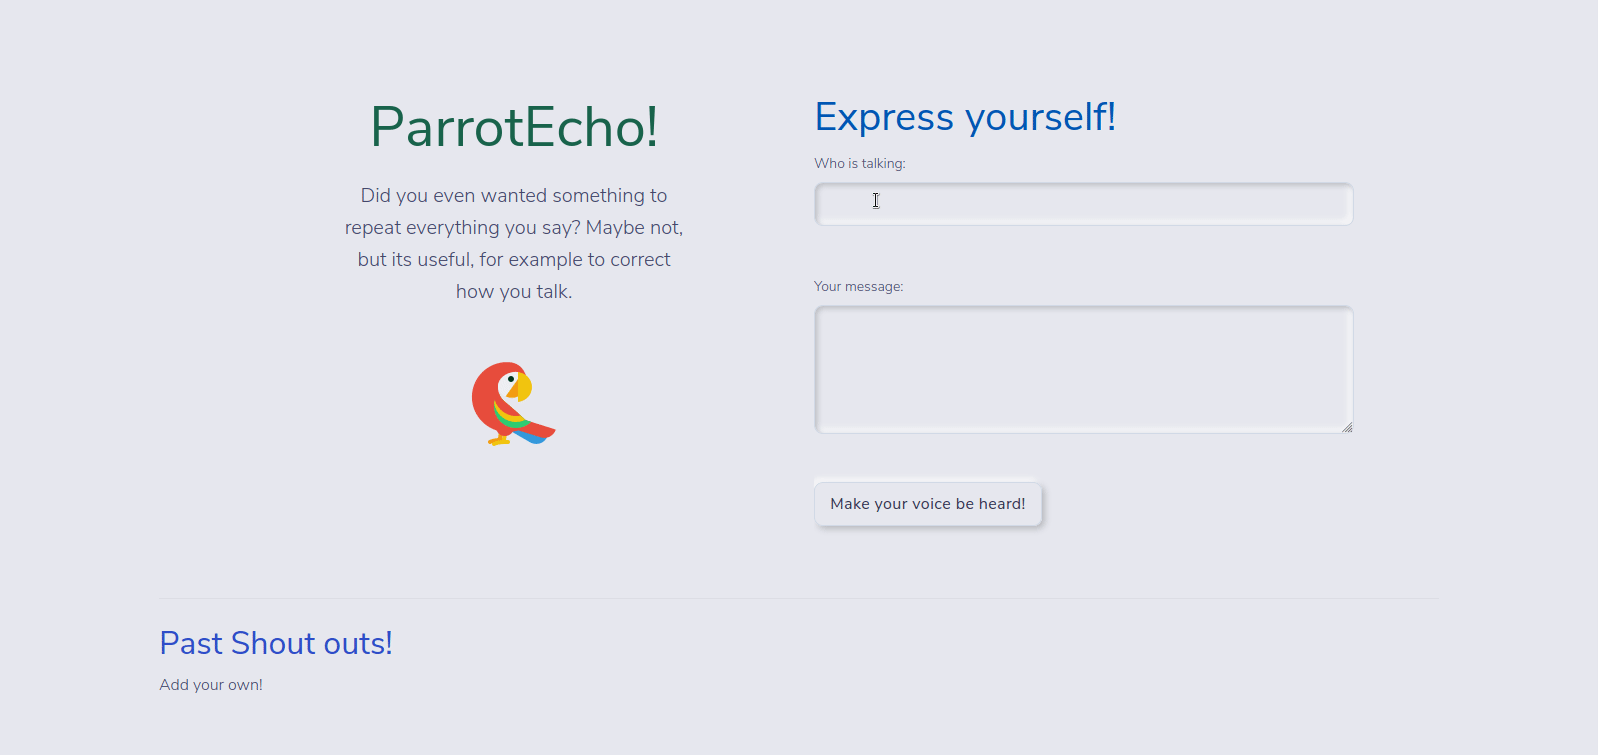 ParrotEcho!
Did you even wanted something to
repeat everything you say? Maybe not,
but its useful, for example to correct
how you talk.
Express yourself!
Who is talking:
Your message:
Make your voice be heard!
Past Shout outs!
Add your own!